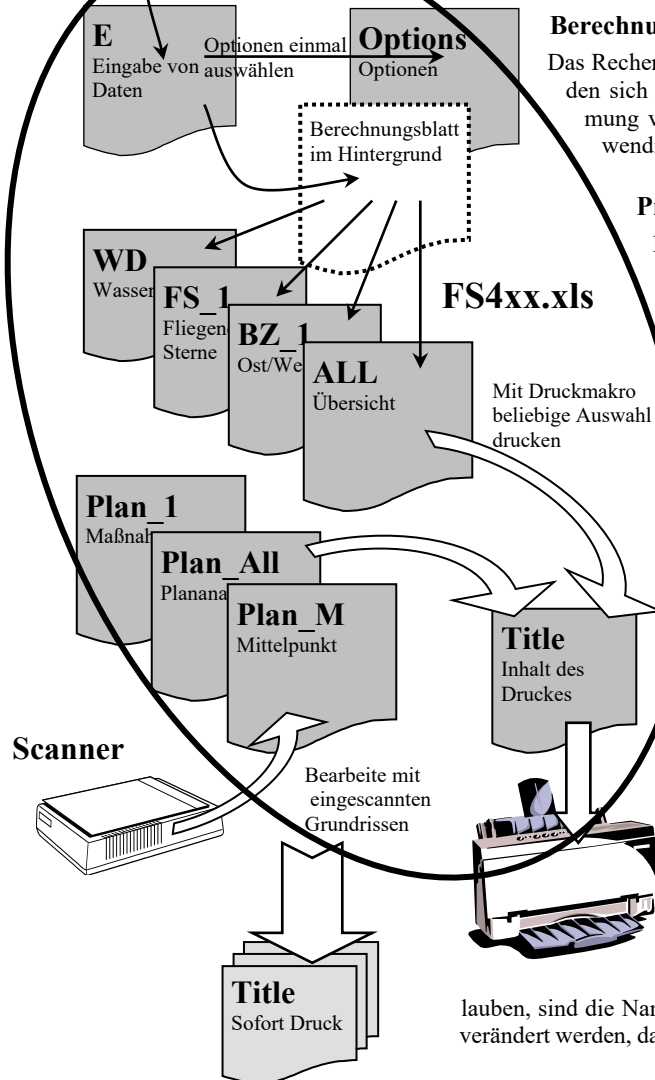 E
Eingabe von
Daten
Optionen einmal
auswählen
Options
Optionen
Berechnu
Das Recher
den sich
mung v
wend
Berechnungsblatt
im Hintergrund
WD
Wasser
FS_1
Fliegen
Sterne
BZ_1
Ost/We
ALL
Übersicht
FS4xx.xls
Mit Druckmakro
beliebige Auswahl
drucken
Plan_1
Maßnah
Plan_All
Planana
Plan_M
Mittelpunkt
Title
Inhalt des
Druckes
Scanner
Bearbeite mit
eingescannten
Grundrissen
Title
Sofort Druck
lauben, sind die Nar
verändert werden, da